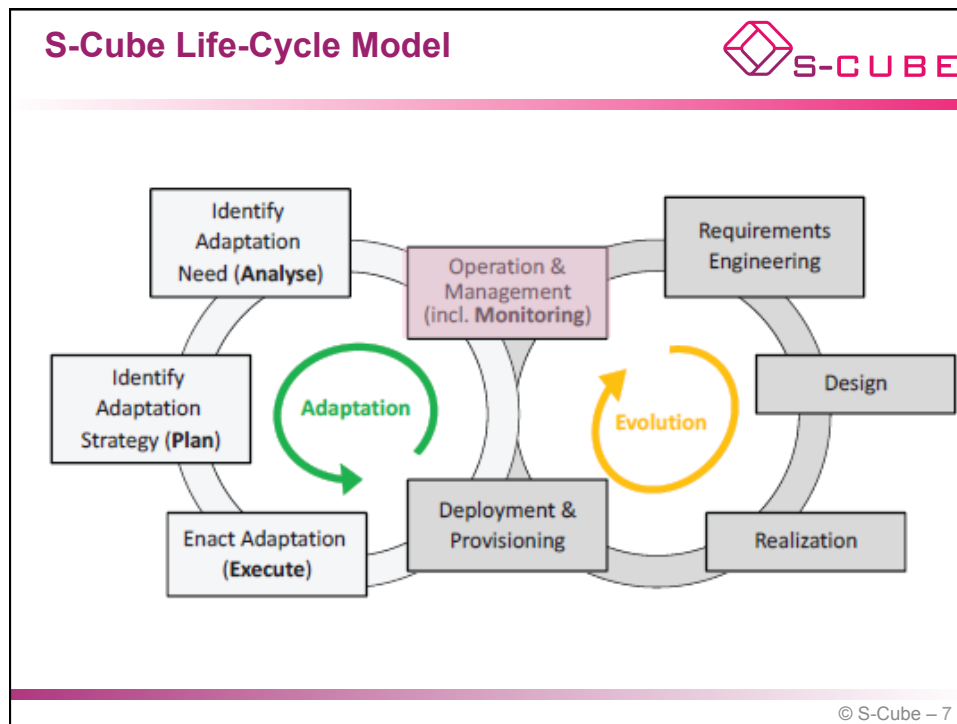 S-Cube Life-Cycle Model
S-CUBE
Identify
Adaptation
Need (Analyse)
Operation &
Management
(incl. Monitoring)
Requirements
Engineering
Identify
Adaptation
Strategy (Plan)
Adaptation
Evolution
Design
Enact Adaptation
(Execute)
Deployment &
Provisioning
Realization
© S-Cube – 7